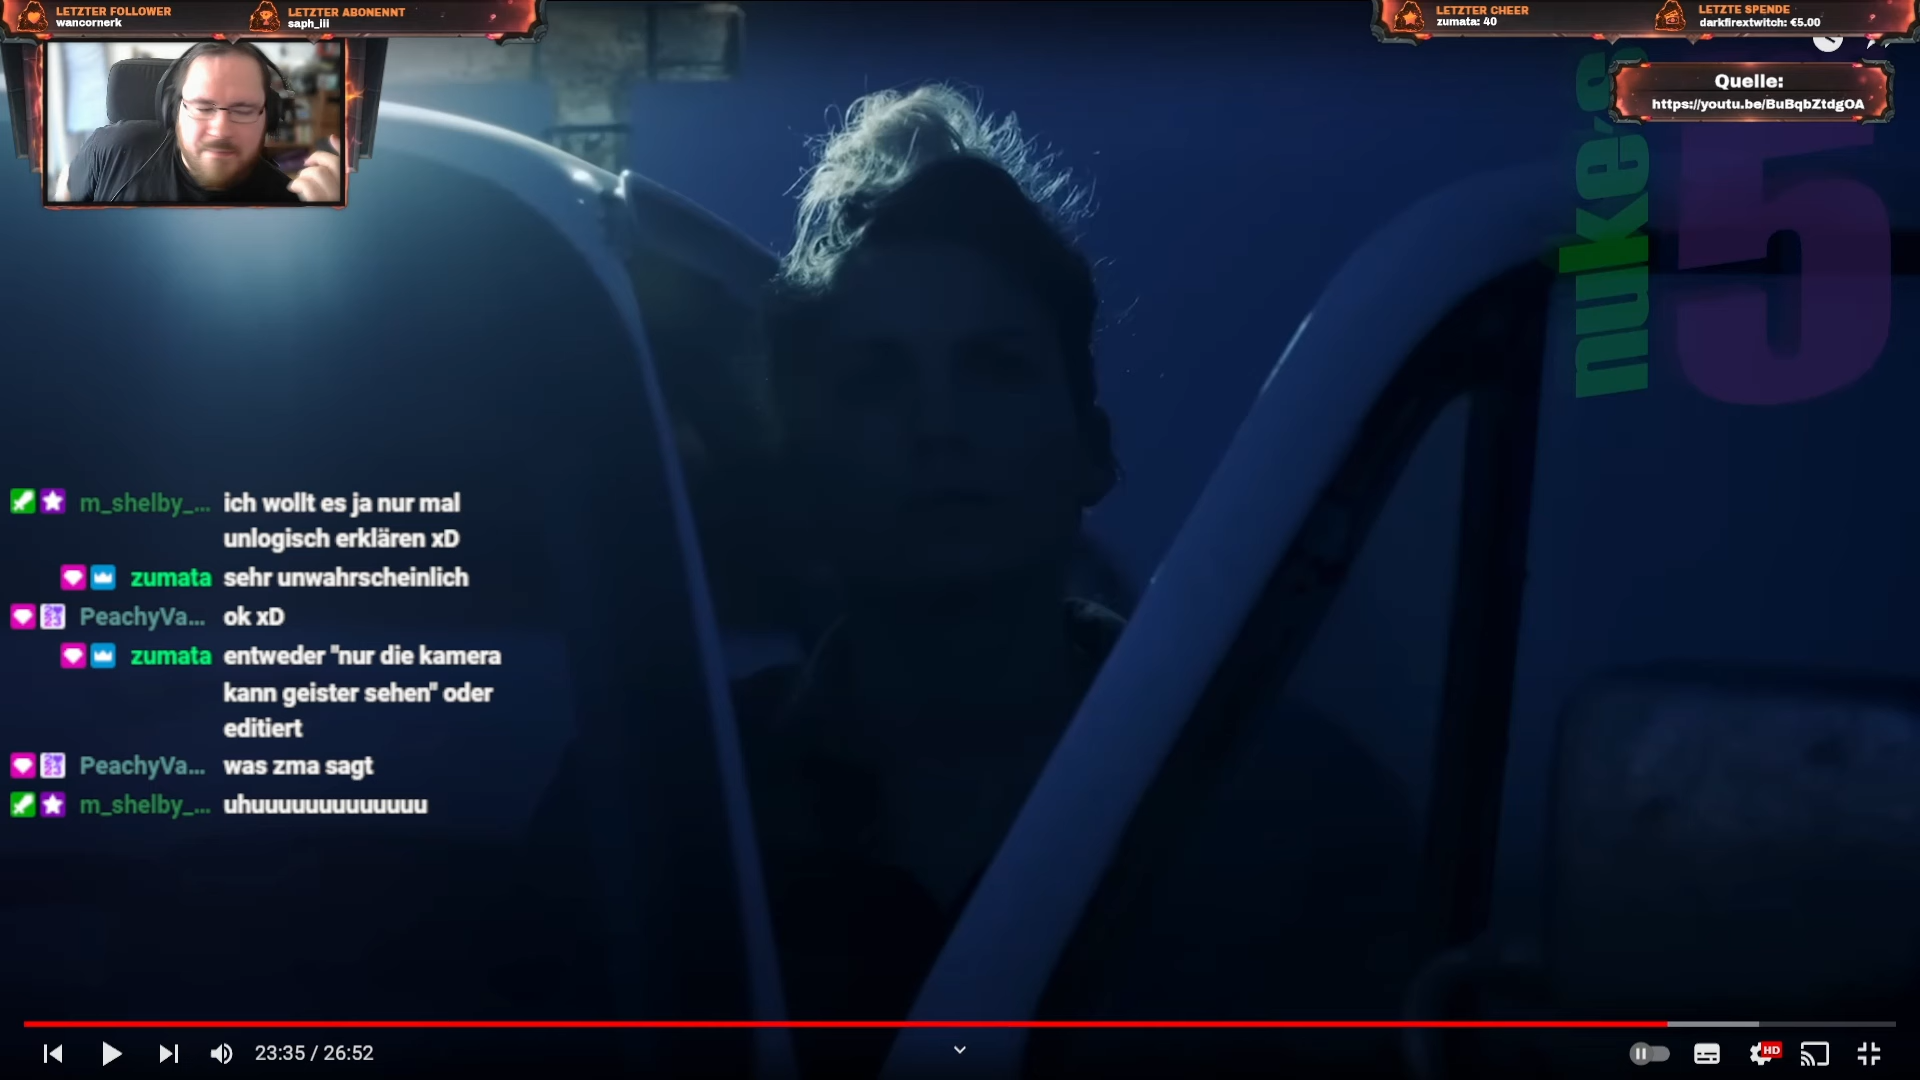 LETZTER FOLLOWER
wancornerk
LETZTER ABONENNT
saph_iii
LETZTER CHEER
zumata: 40
LETZTE SPENDE
darkfirextwitch: €5.00
Quelle:
https://youtu.be/BuBqbZtdgOA
nuke's
5
m_shelby_... ich wollt es ja nur mal
unlogisch erklären xD
zumata sehr unwahrscheinlich
PeachyVa... ok xD
zumata entweder "nur die kamera
kann geister sehen" oder
editiert
PeachyVa... was zma sagt
m_shelby_... uhuuuuuuuuuuuuu
23:35 / 26:52
HD